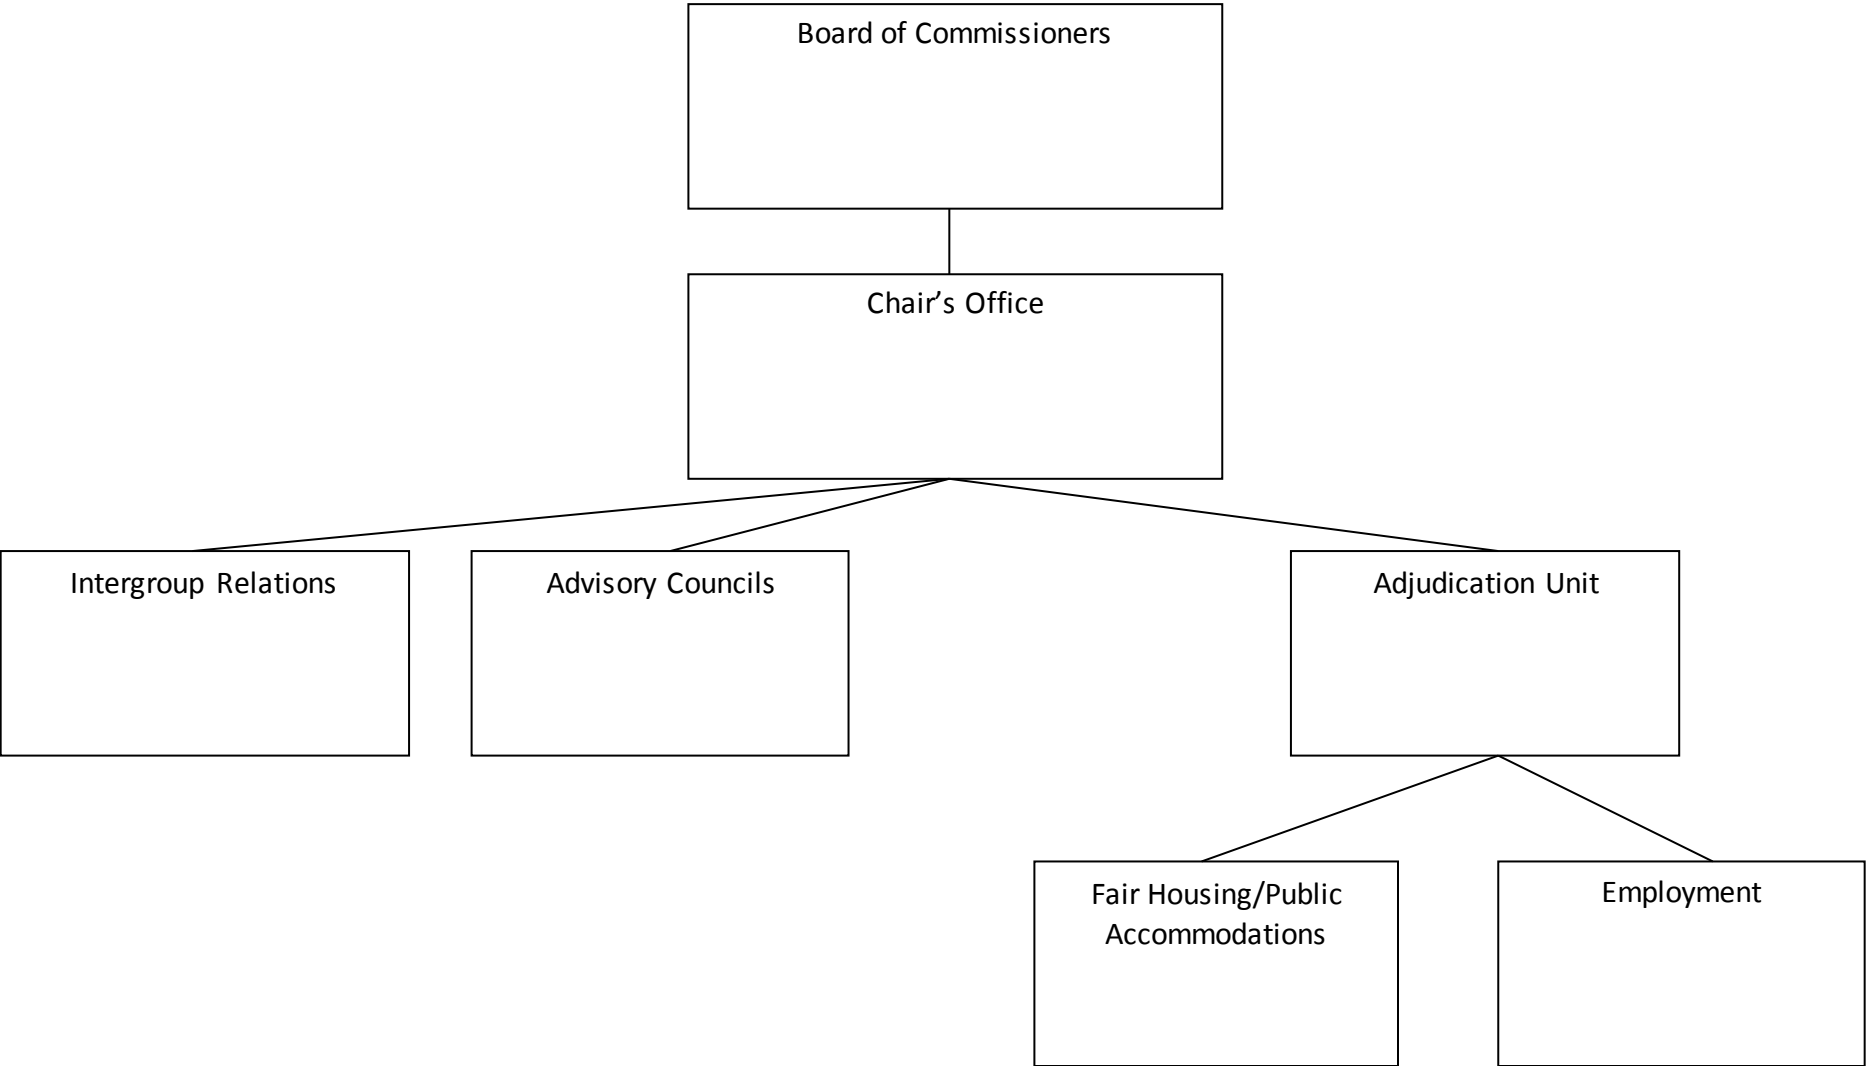 Board of Commissioners
Chair’s Office
Intergroup Relations
Advisory Councils
Adjudication Unit
Fair Housing/Public
Accommodations
Employment